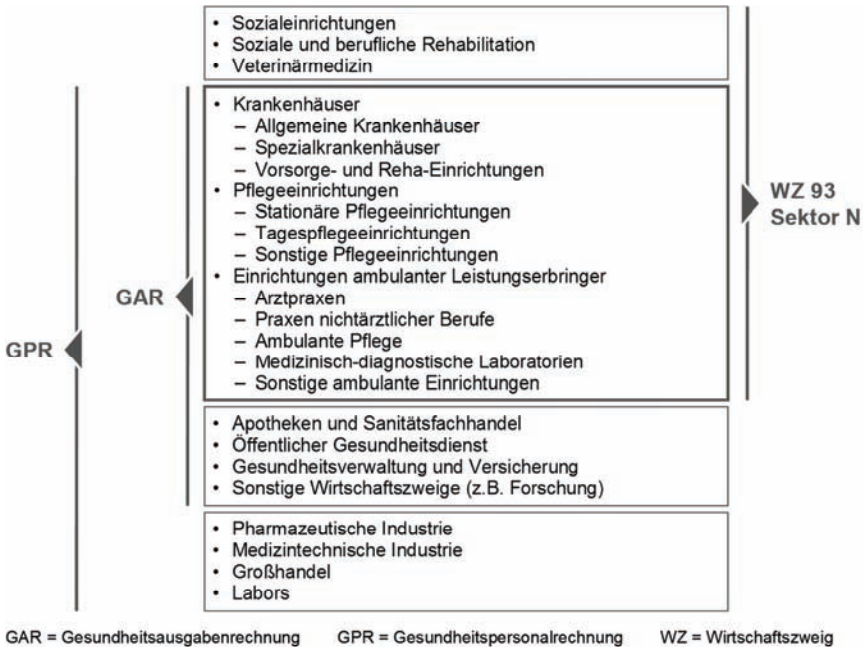 • Sozialeinrichtungen
• Soziale und berufliche Rehabilitation
• Veterinärmedizin
• Krankenhäuser
– Allgemeine Krankenhäuser
– Spezialkrankenhäuser
– Vorsorge- und Reha-Einrichtungen
• Pflegeeinrichtungen
– Stationäre Pflegeeinrichtungen
– Tagespflegeeinrichtungen
– Sonstige Pflegeeinrichtungen
• Einrichtungen ambulanter Leistungserbringer
– Arztpraxen
– Praxen nichtärztlicher Berufe
– Ambulante Pflege
– Medizinisch-diagnostische Laboratorien
– Sonstige ambulante Einrichtungen
• Apotheken und Sanitätsfachhandel
• Öffentlicher Gesundheitsdienst
• Gesundheitsverwaltung und Versicherung
• Sonstige Wirtschaftszweige (z.B. Forschung)
• Pharmazeutische Industrie
• Medizintechnische Industrie
• Großhandel
• Labors
GPR
GAR
WZ 93
Sektor N
GAR = Gesundheitsausgabenrechnung GPR = Gesundheitspersonalrechnung WZ = Wirtschaftszweig